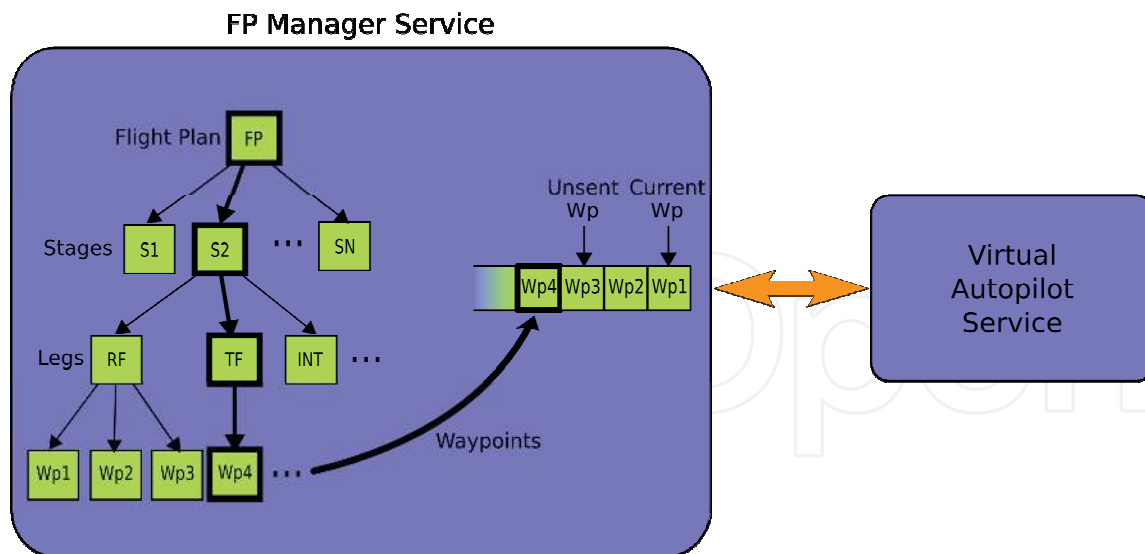 FP Manager Service
Flight Plan
FP
Unsent Wp
Current Wp
Stages
S1
S2
...
SN
Wp4
Wp3
Wp2
Wp1
Virtual
Autopilot
Service
Legs
RF
TF
INT
...
Waypoints
Wp1
Wp2
Wp3
Wp4
...
Open